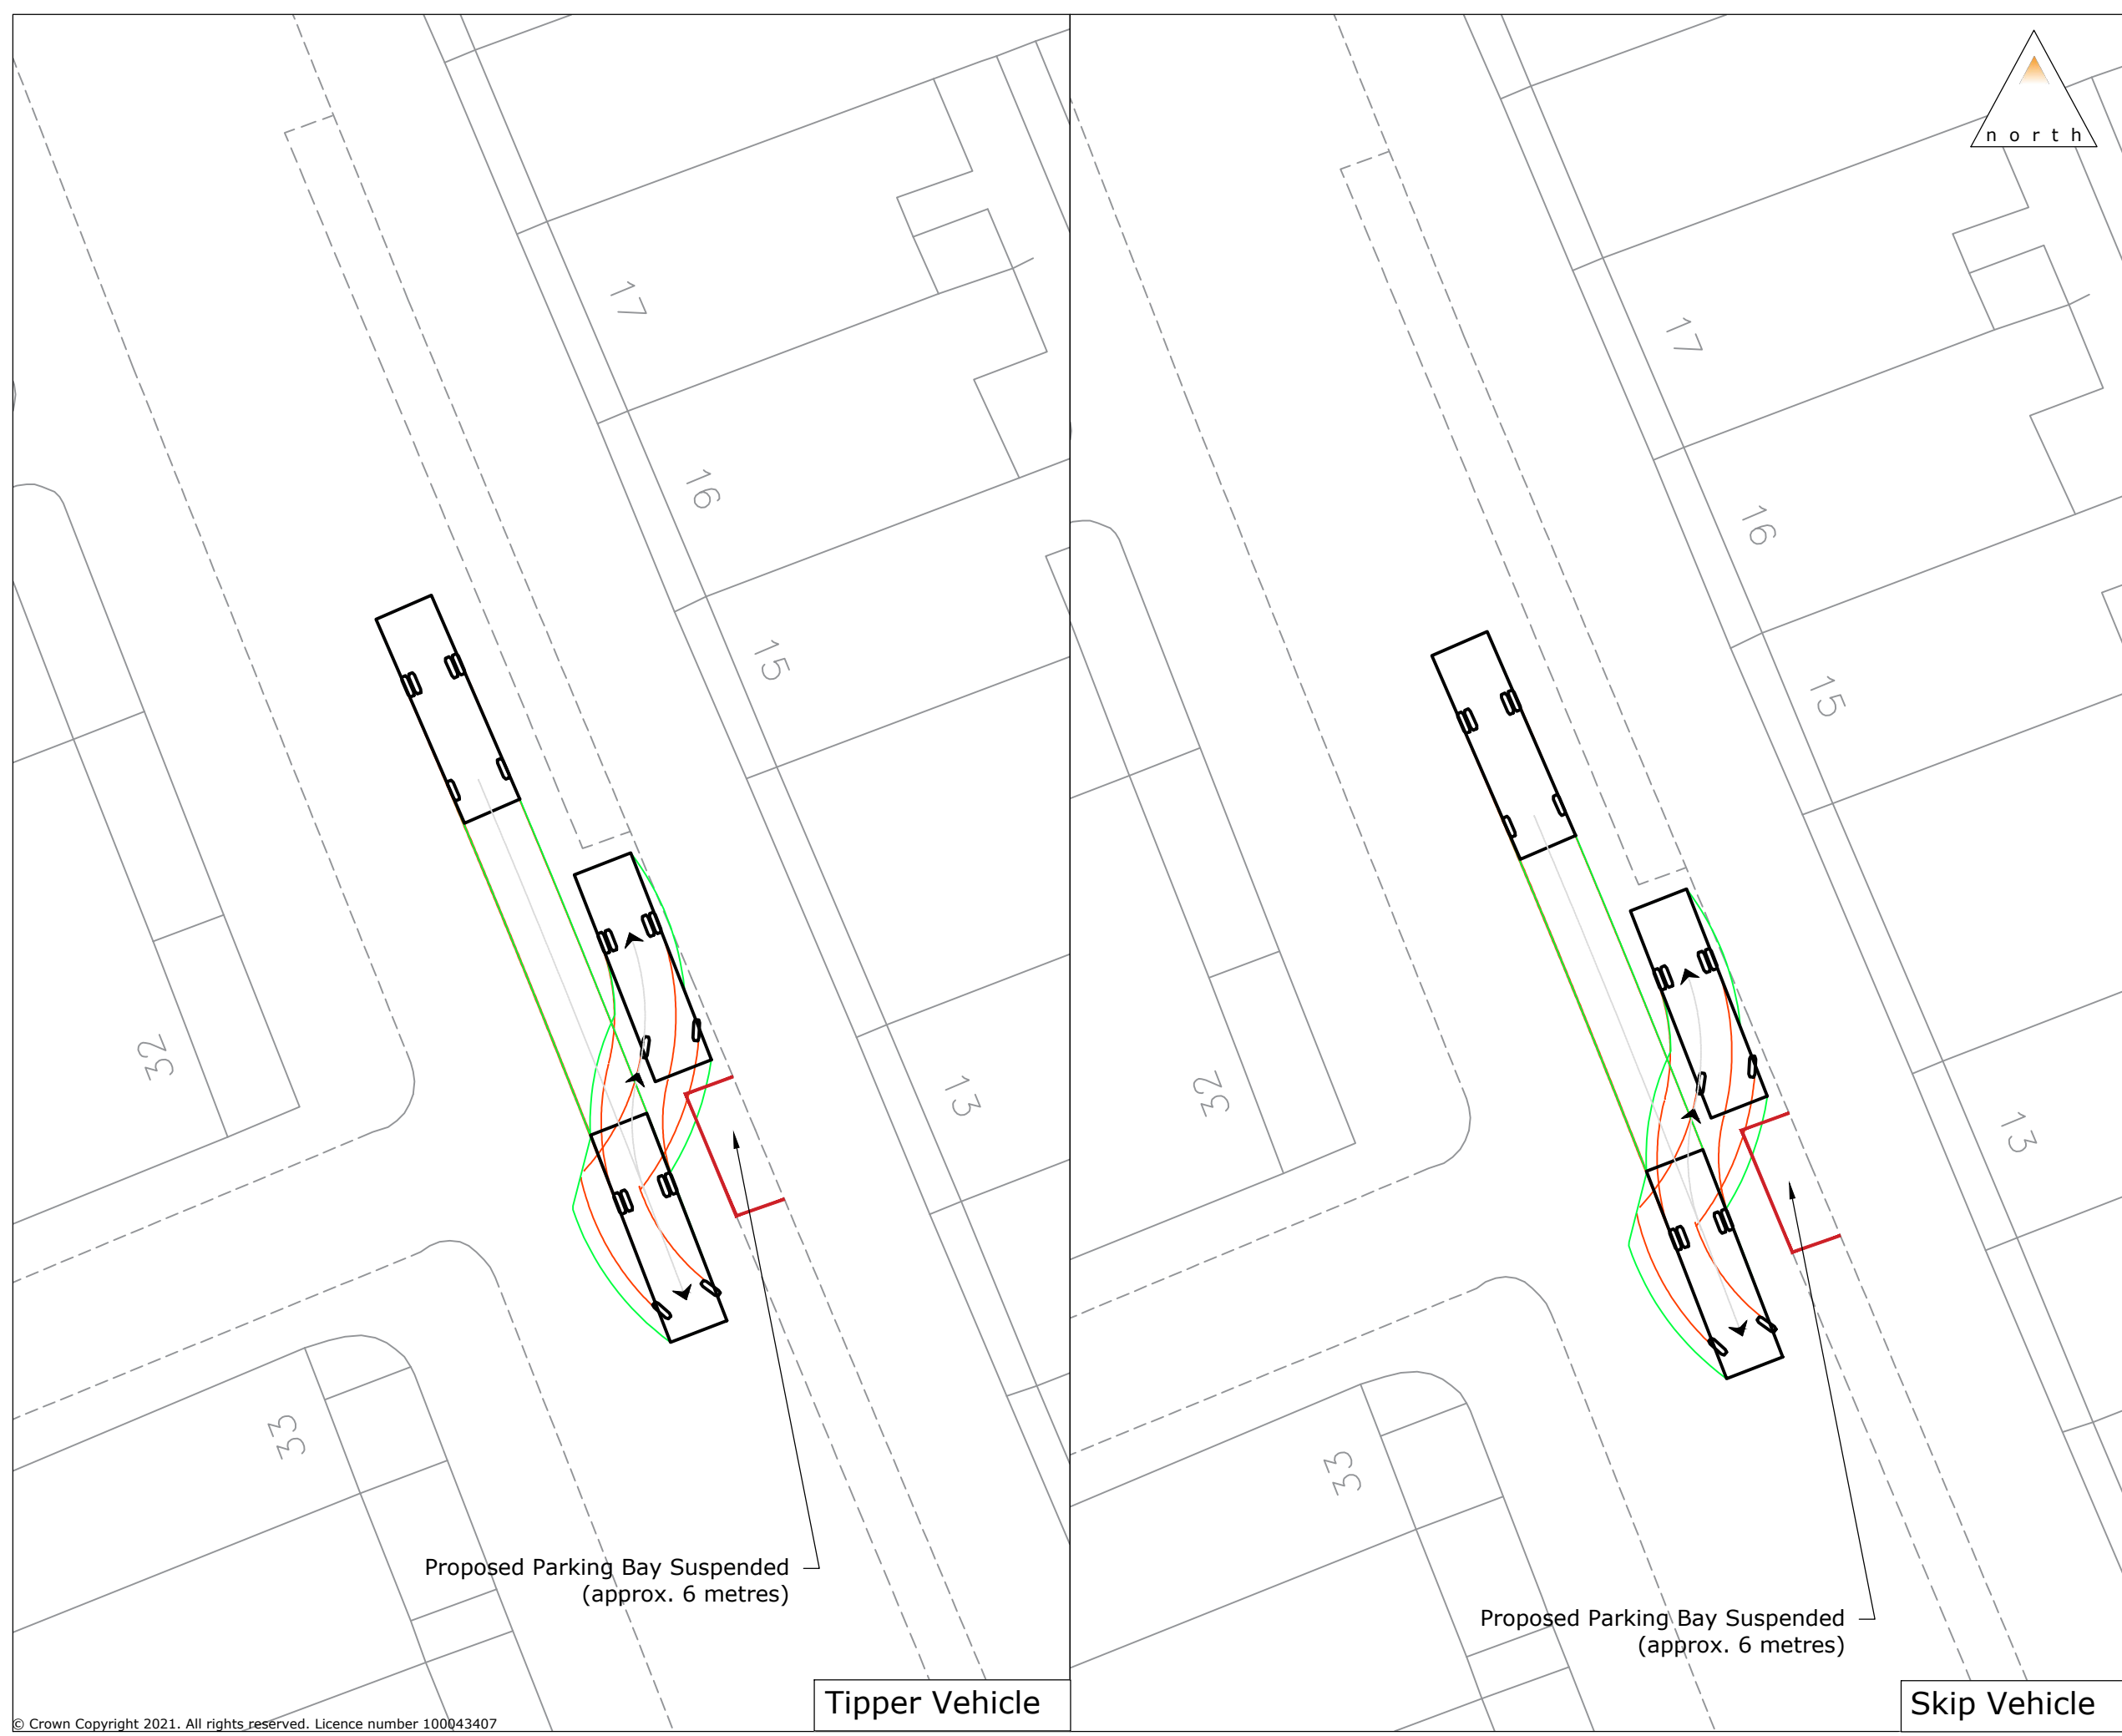 north
17
16
15
13
32
33
Proposed Parking Bay Suspended
(approx. 6 metres)
Tipper Vehicle
© Crown Copyright 2021. All rights reserved. Licence number 100043407
17
16
15
13
32
33
Proposed Parking Bay Suspended
(approx. 6 metres)
Skip Vehicle